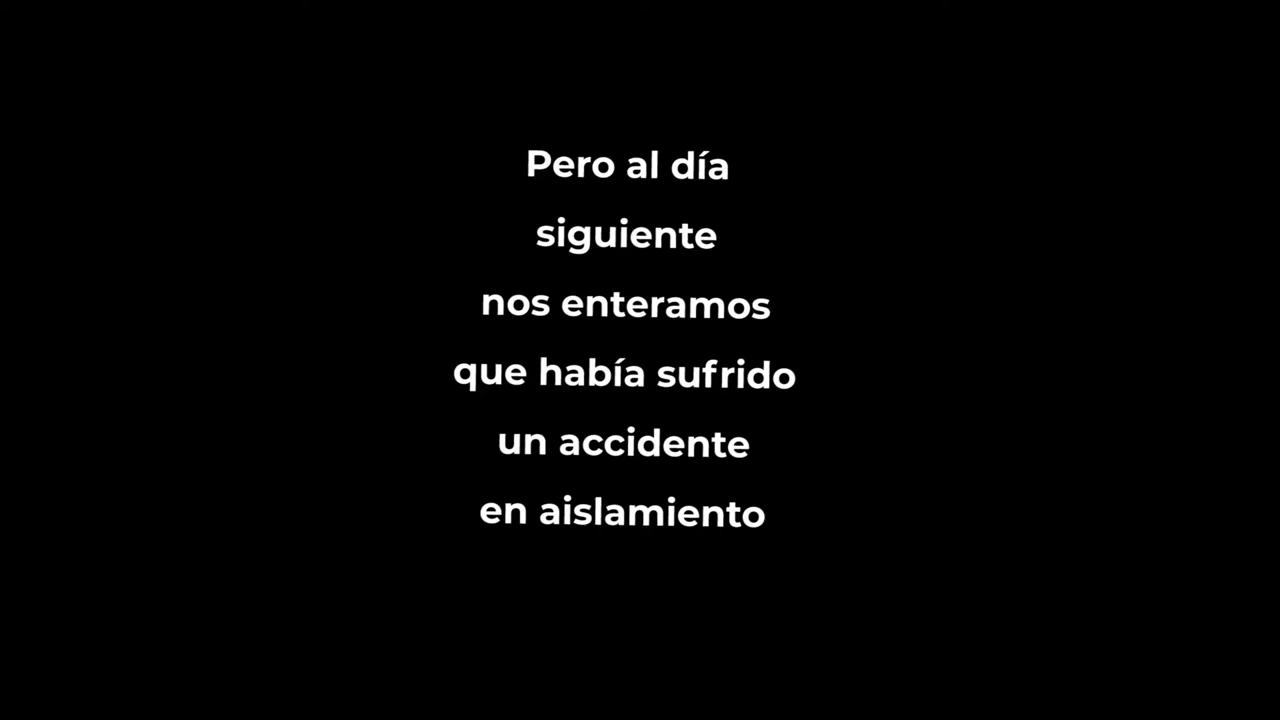 Pero al día
siguiente
nos enteramos
que había sufrido
un accidente
en aislamiento